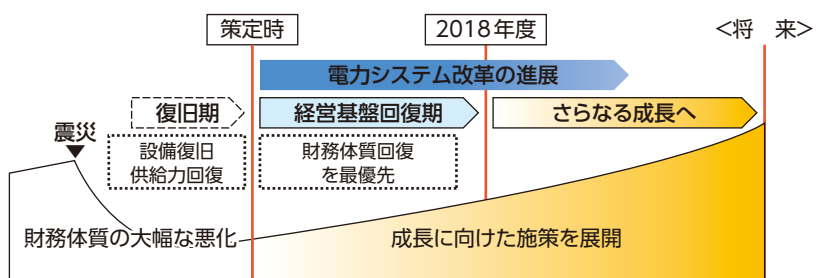 策定時
2018年度
<将 来>
電力システム改革の進展
復旧期
経営基盤回復期
さらなる成長へ
震災
設備復旧
供給力回復
財務体質回復
を最優先
財務体質の大幅な悪化
成長に向けた施策を展開